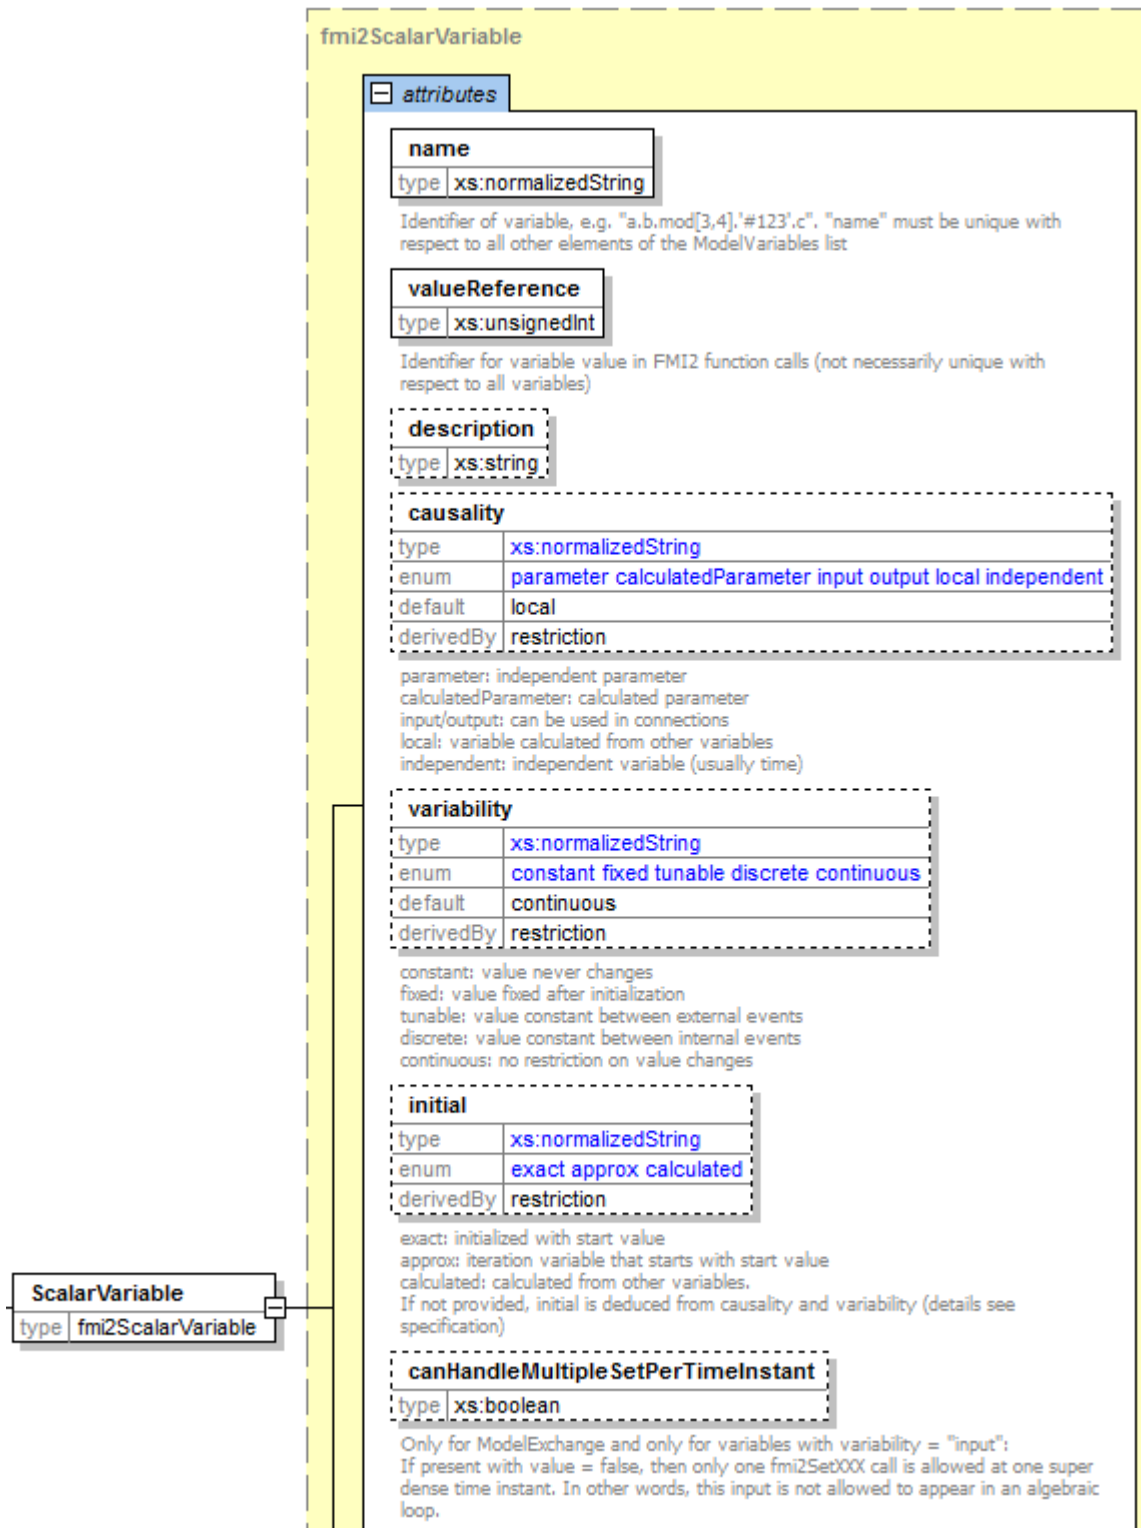 fmi2ScalarVariable
attributes
name
type xs:normalizedString
Identifier of variable, e.g. "a.b.mod[3,4].'#123'.c". "name" must be unique with
respect to all other elements of the ModelVariables list
valueReference
type xs:unsignedInt
Identifier for variable value in FMI2 function calls (not necessarily unique with
respect to all variables)
description
type xs:string
causality
type xs:normalizedString
enum parameter calculatedParameter input output local independent
default local
derivedBy restriction
parameter: independent parameter
calculatedParameter: calculated parameter
input/output: can be used in connections
local: variable calculated from other variables
independent: independent variable (usually time)
variability
type xs:normalizedString
enum constant fixed tunable discrete continuous
default continuous
derivedBy restriction
constant: value never changes
fixed: value fixed after initialization
tunable: value constant between external events
discrete: value constant between internal events
continuous: no restriction on value changes
initial
type xs:normalizedString
enum exact approx calculated
derivedBy restriction
exact: initialized with start value
approx: iteration variable that starts with start value
calculated: calculated from other variables.
If not provided, initial is deduced from causality and variability (details see
specification)
ScalarVariable
type fmi2ScalarVariable
canHandleMultipleSetPerTimeInstant
type xs:boolean
Only for ModelExchange and only for variables with variability = "input":
If present with value = false, then only one fmi2SetXXX call is allowed at one super
dense time instant. In other words, this input is not allowed to appear in an algebraic
loop.